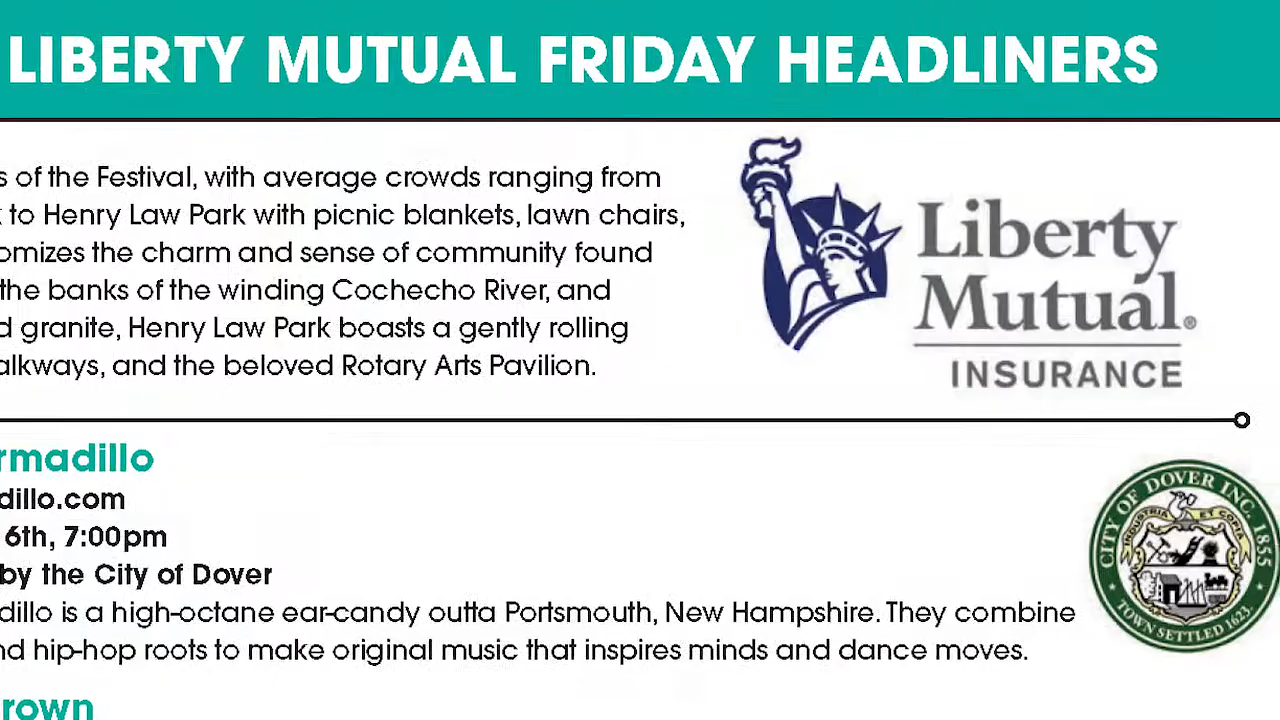 LIBERTY MUTUAL FRIDAY HEADLINERS
s of the Festival, with average crowds ranging from
k to Henry Law Park with picnic blankets, lawn chairs,
omizes the charm and sense of community found
the banks of the winding Cochecho River, and
d granite, Henry Law Park boasts a gently rolling
alkways, and the beloved Rotary Arts Pavilion.
Liberty
Mutual®
INSURANCE
rmadillo
dillo.com
6th, 7:00pm
by the City of Dover
dillo is a high-octane ear-candy outta Portsmouth, New Hampshire. They combine
nd hip-hop roots to make original music that inspires minds and dance moves.
CITY OF DOVER INC. 1855
INDUSTRIA ET COPIA
TOWN SETTLED 1623.
rown